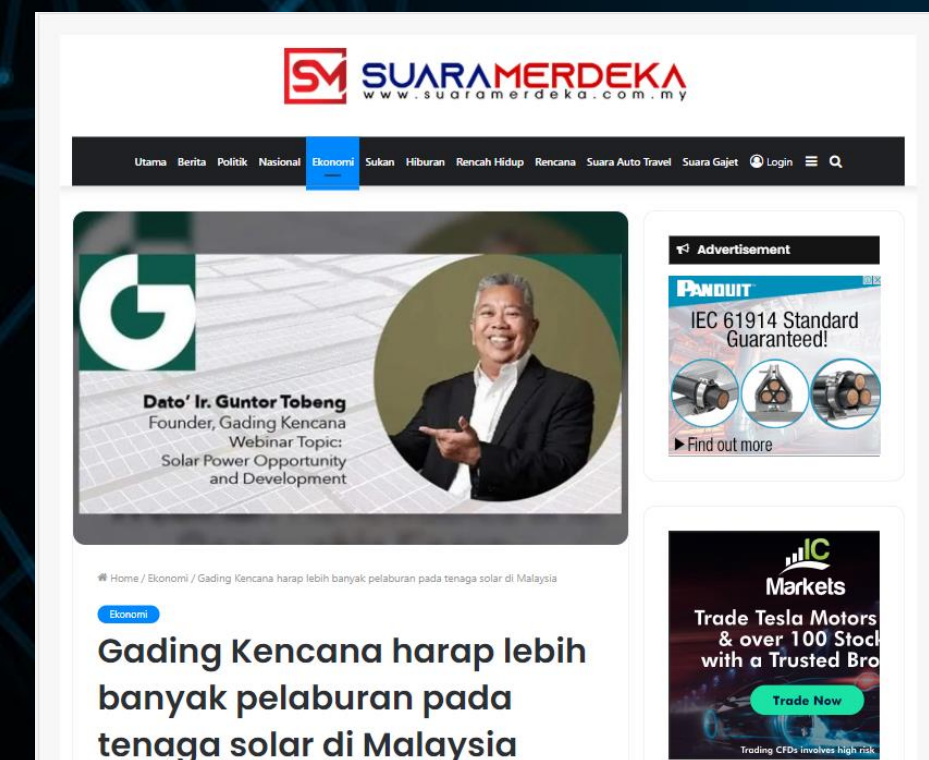 SM SUARAMERDEKA
www.suaramerdeka.com.my
Utama Berita Politik Nasional Ekonomi Sukan Hiburan Rencah Hidup Rencana Suara Auto Travel Suara Gajet Login
G
Dato' Ir. Guntor Tobeng
Founder, Gading Kencana
Webinar Topic:
Solar Power Opportunity
and Development
Home / Ekonomi / Gading Kencana harap lebih banyak pelaburan pada tenaga solar di Malaysia
Ekonomi
Gading Kencana harap lebih
banyak pelaburan pada
tenaga solar di Malaysia
Advertisement
PANDUIT
IEC 61914 Standard
Guaranteed!
Find out more
IC
Markets
Trade Tesla Motors
& over 100 Stock
with a Trusted Bro
Trade Now
Trading CFDs involves high risk